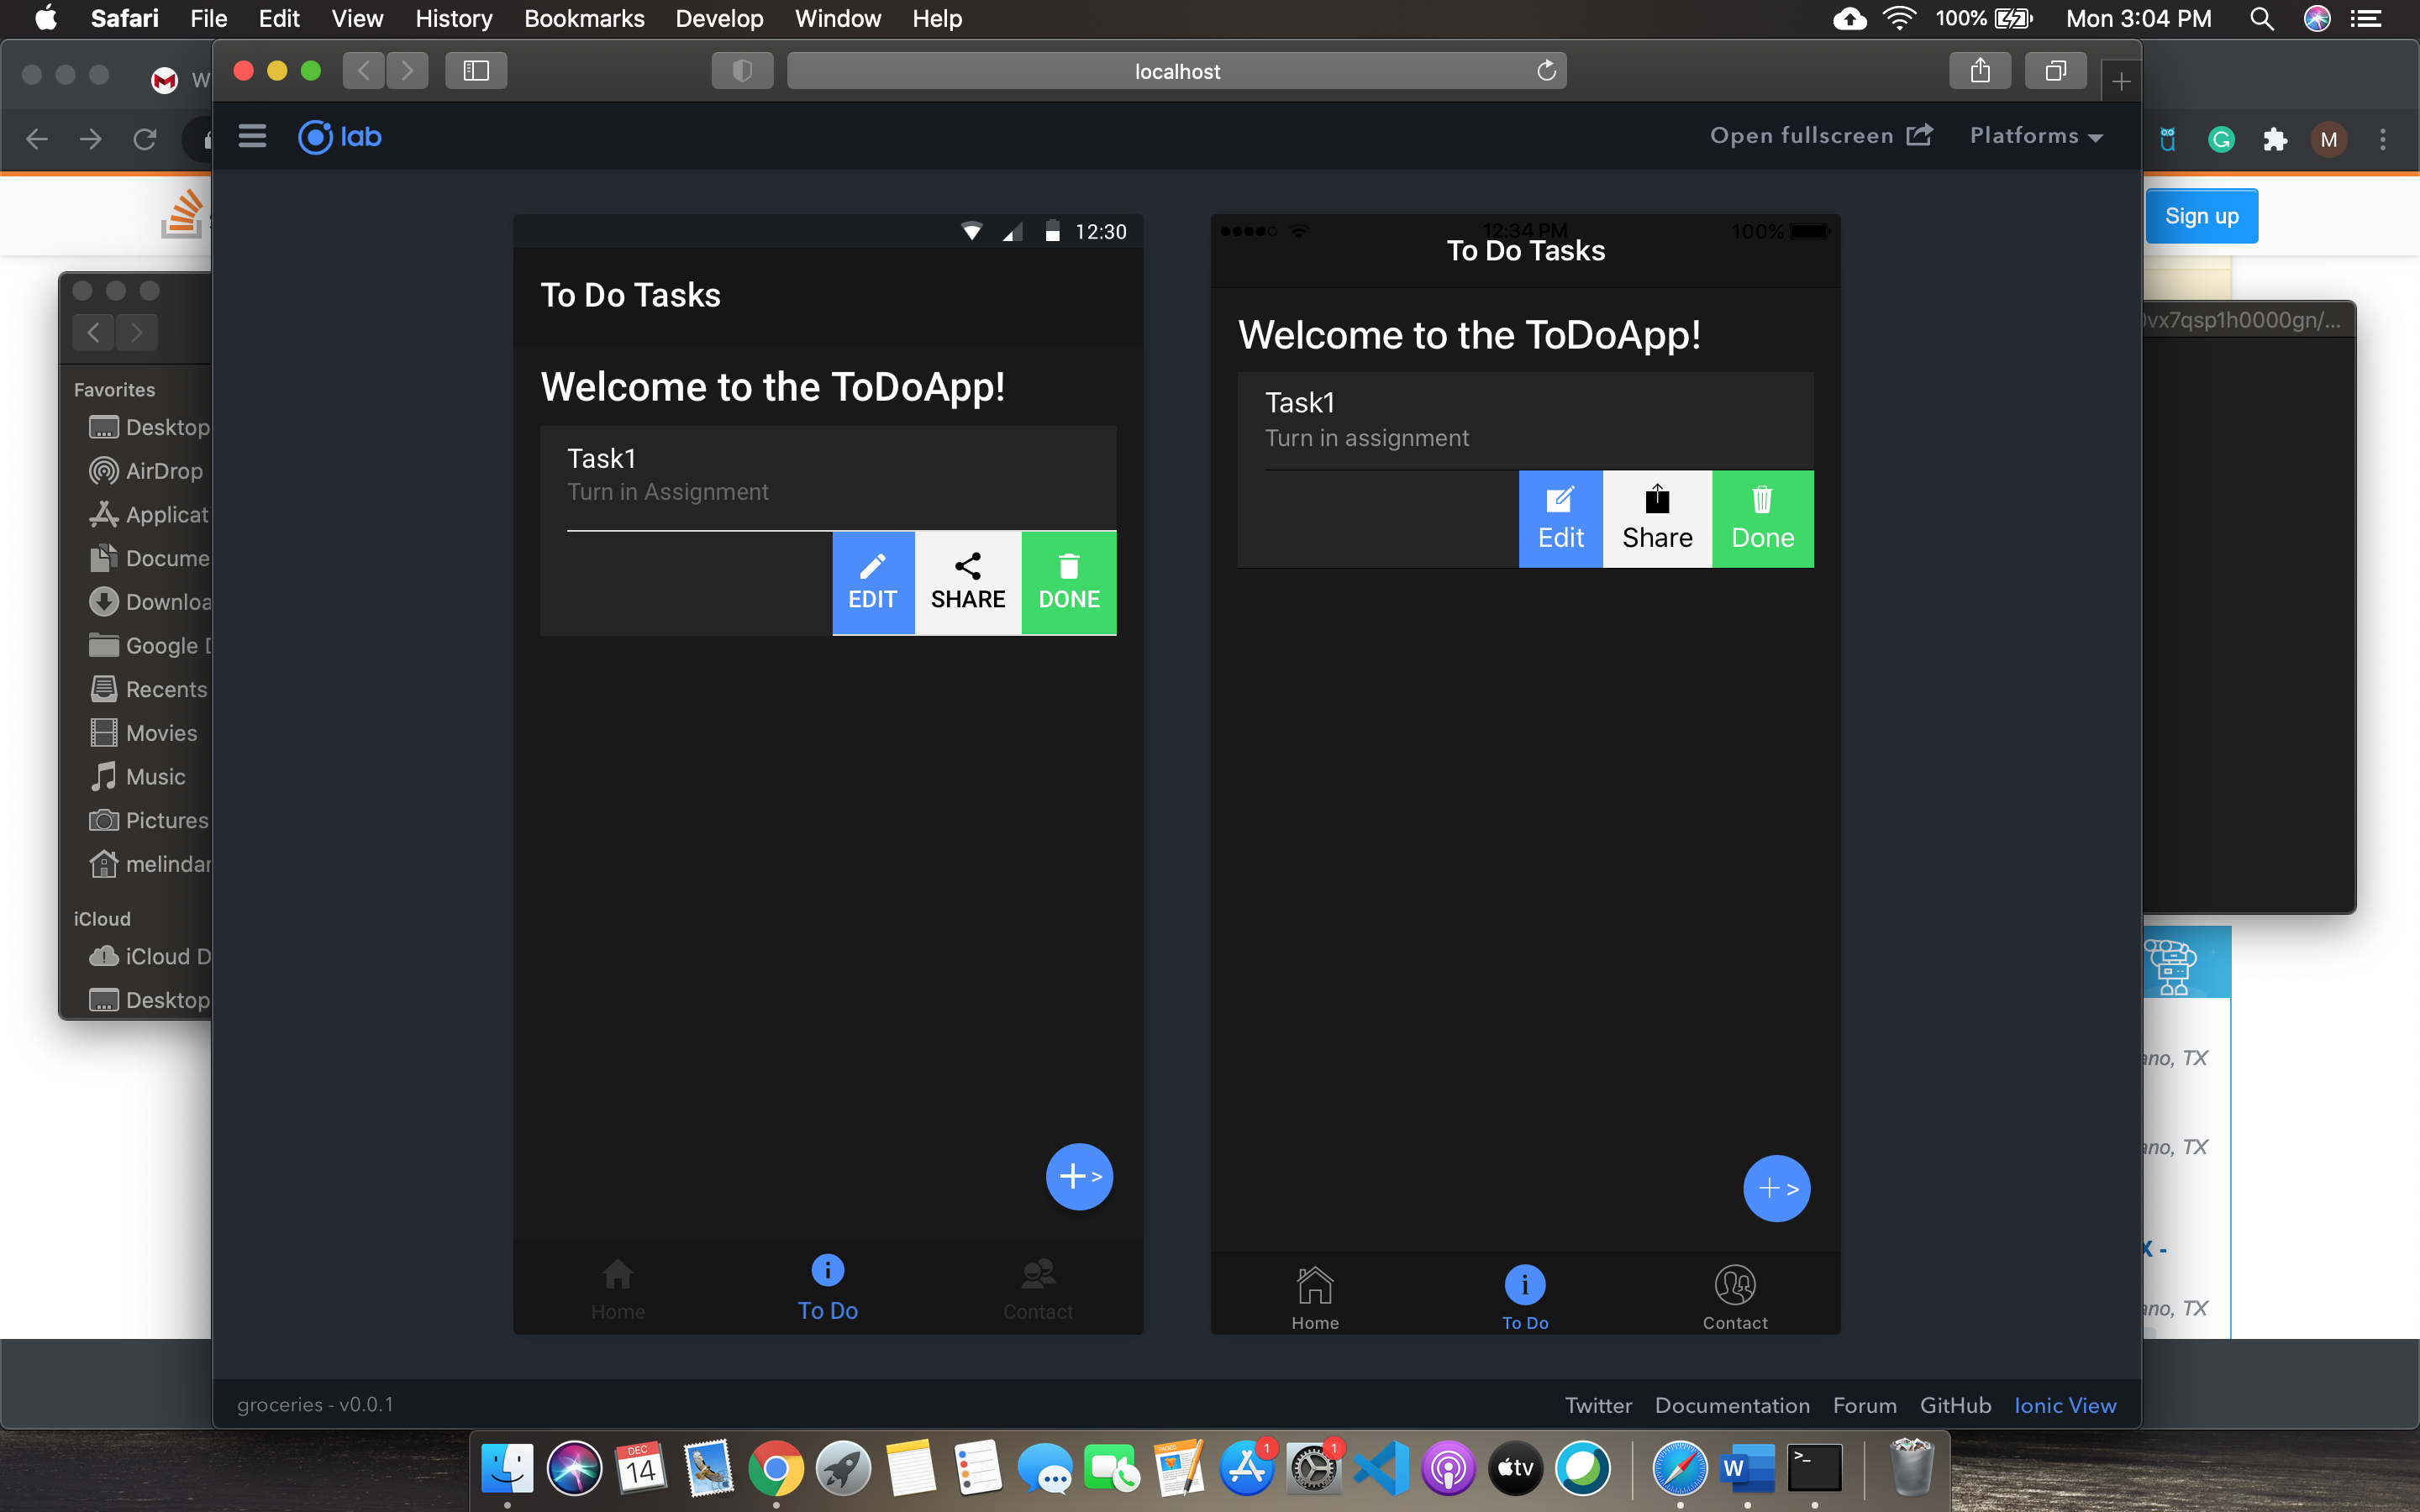 Safari File Edit View History Bookmarks Develop Window Help 100% Mon 3:04 PM
localhost
lab Open fullscreen Platforms
M
Sign up
12:30
To Do Tasks
Welcome to the ToDoApp!
Task1
Turn in Assignment
EDIT SHARE DONE
+ >
Home To Do Contact
12:34 PM 100%
To Do Tasks
Welcome to the ToDoApp!
Task1
Turn in assignment
Edit Share Done
+ >
Home To Do Contact
Favorites
Desktop
AirDrop
Applicat
Docume
Downloa
Google
Recents
Movies
Music
Pictures
melindar
iCloud
iCloud D
Desktop
vx7qsp1h0000gn/...
ano, TX
ano, TX
X -
ano, TX
groceries - v0.0.1 Twitter Documentation Forum GitHub Ionic View
DEC
14
PAGES
1
1
tv
W
>_